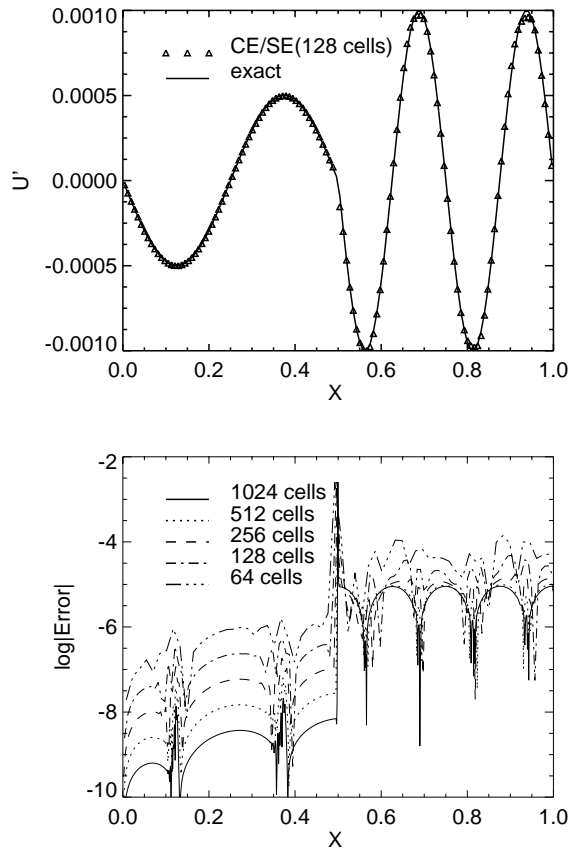 0.0010
CE/SE(128 cells)
exact
0.0005
U'
0.0000
-0.0005
-0.0010
0.0 0.2 0.4 0.6 0.8 1.0
X
-2
1024 cells
512 cells
256 cells
128 cells
64 cells
-4
log|Error|
-6
-8
-10
0.0 0.2 0.4 0.6 0.8 1.0
X